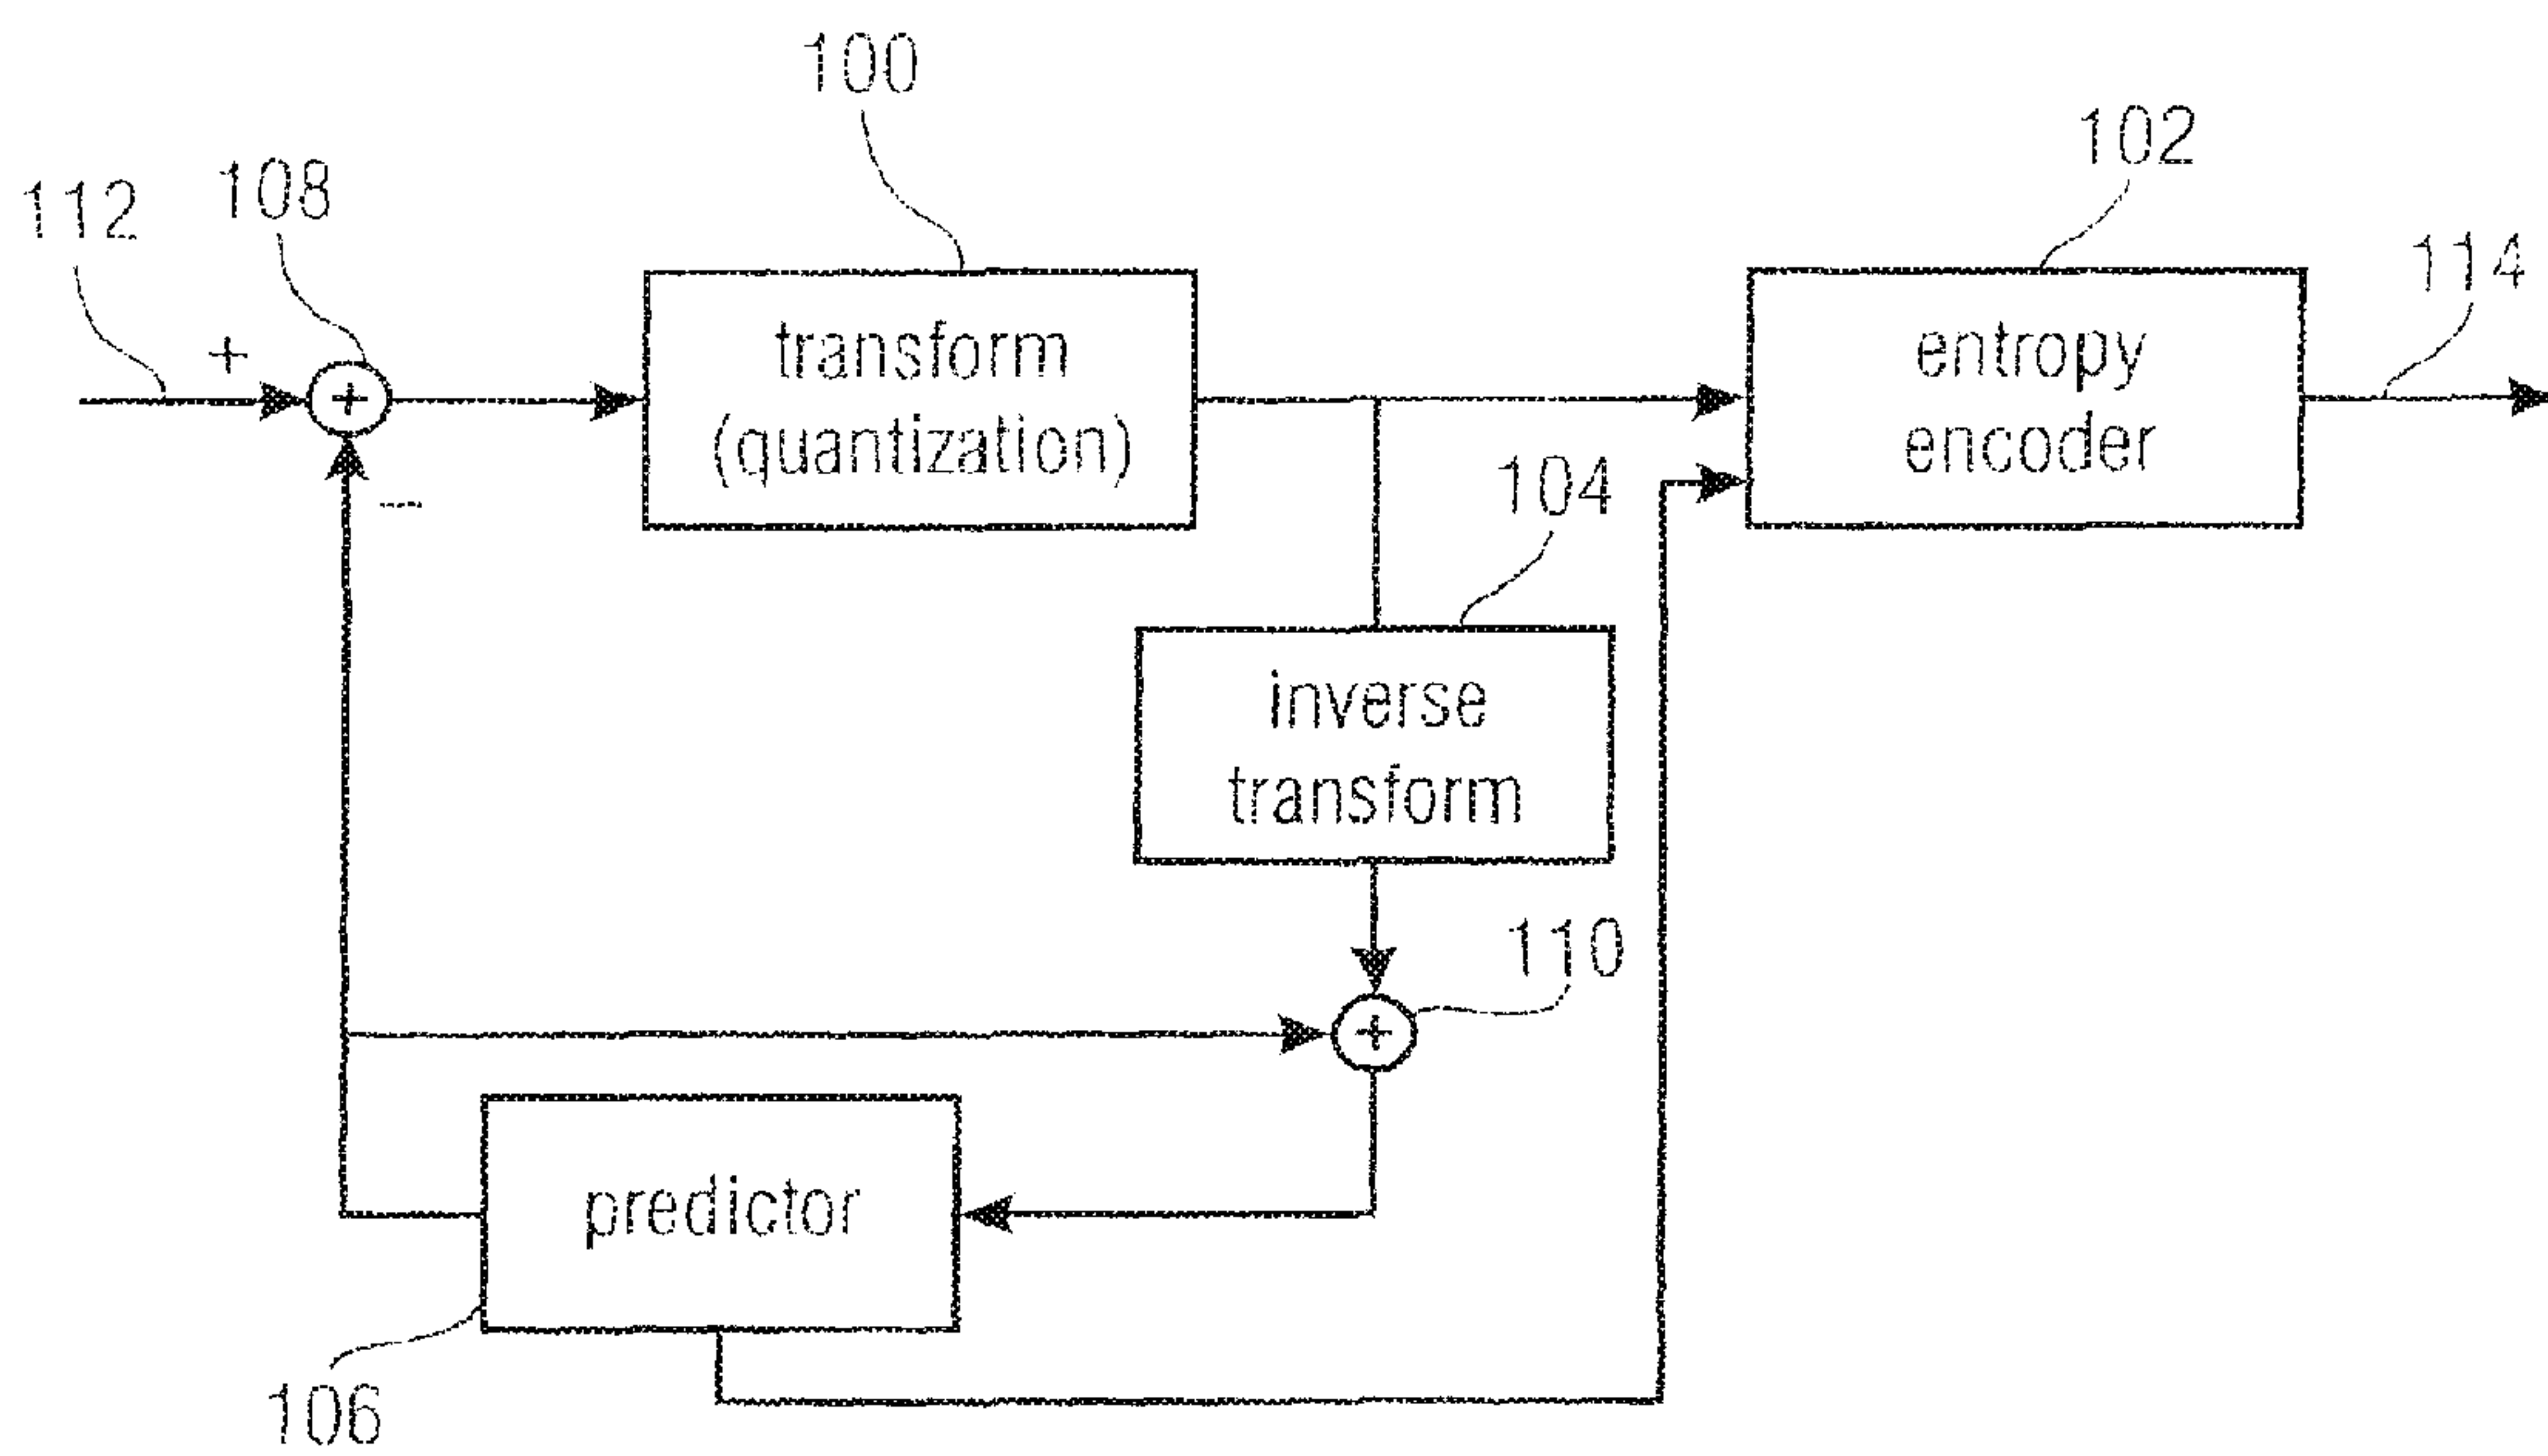 100
102
112
108
114
+
+
transform
(quantization)
entropy
encoder
–
104
inverse
transform
110
+
predictor
106